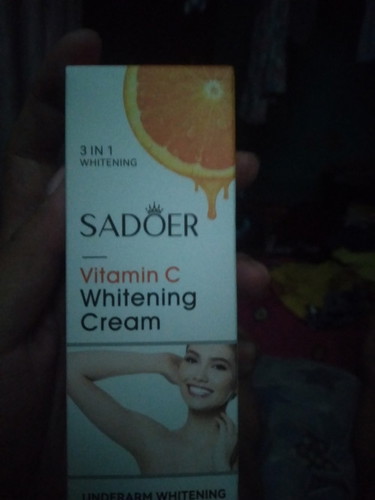 3 IN 1
WHITENING
SADOER
Vitamin C
Whitening
Cream
UNDERARM WHITENING